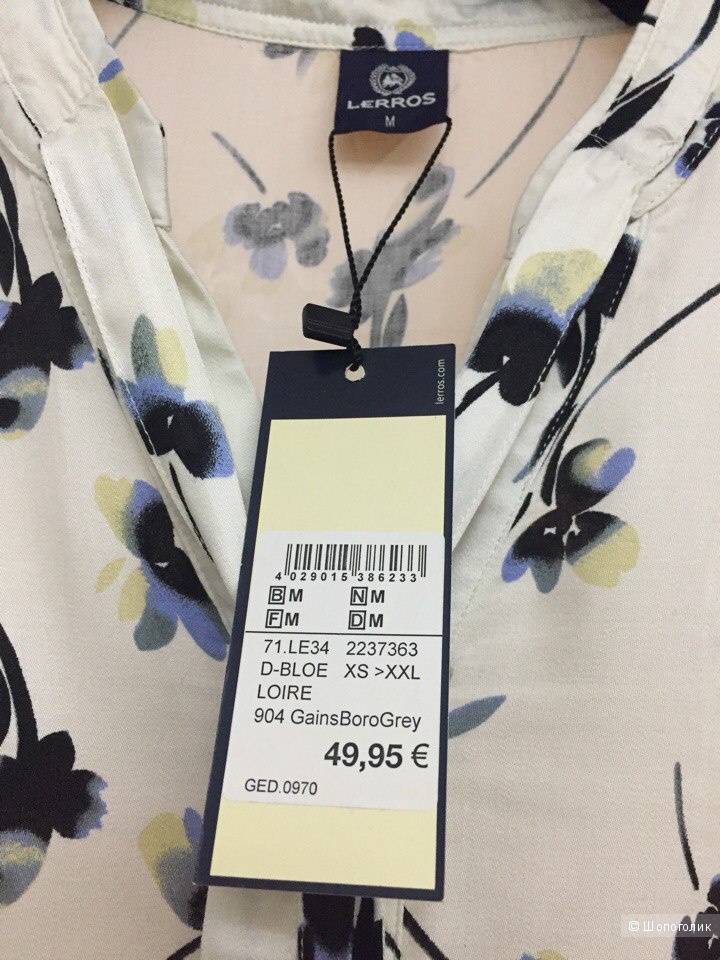 LERROS
M
lerros.com
4 029015 386233
B M N M
F M D M
71.LE34 2237363
D-BLOE XS >XXL
LOIRE
904 GainsBoroGrey
49,95 €
GED.0970
© Шопоголик